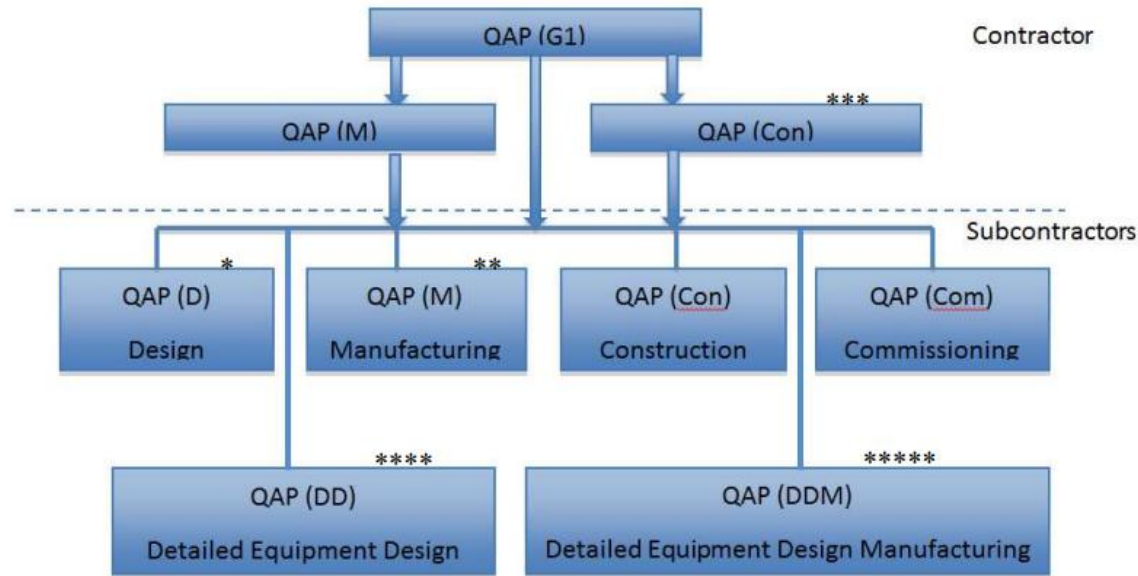 QAP (G1)
Contractor
***
QAP (M)
QAP (Con)
Subcontractors
*
**
QAP (D)
QAP (M)
QAP (Con)
QAP (Com)
Design
Manufacturing
Construction
Commissioning
****
*****
QAP (DD)
QAP (DDM)
Detailed Equipment Design
Detailed Equipment Design Manufacturing